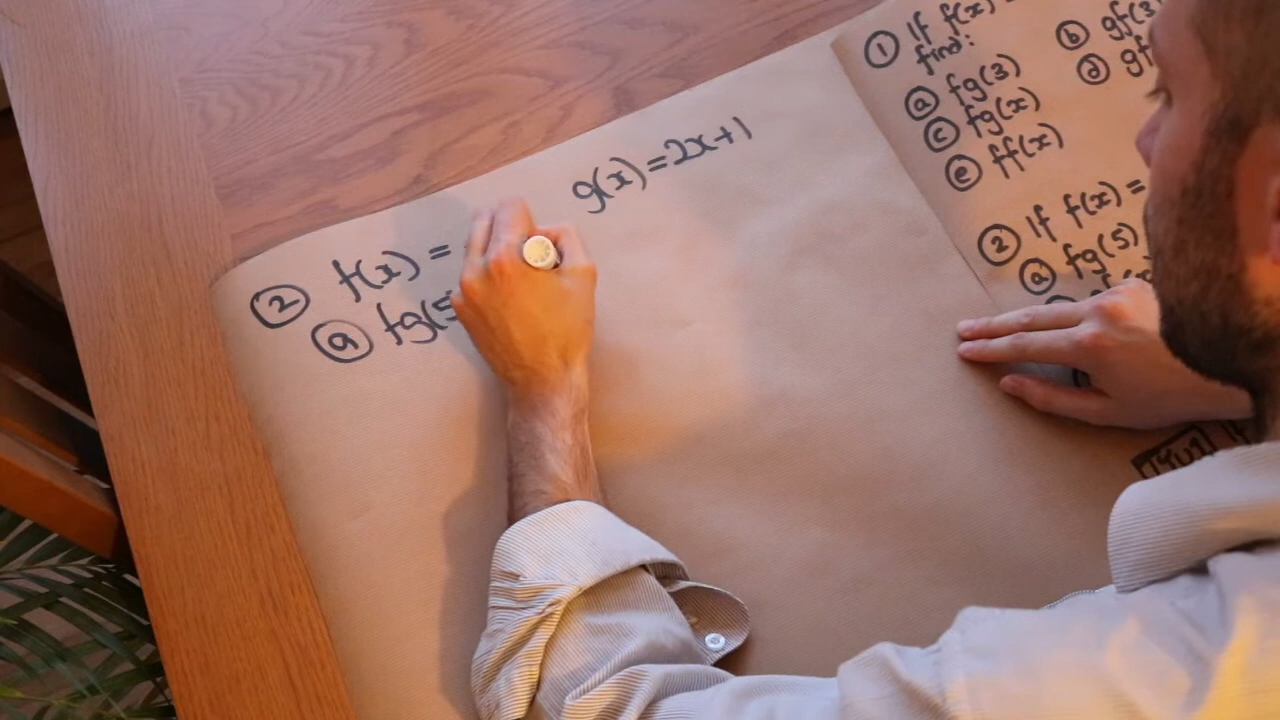 ② f(x) = g(x) = 2x+1
ⓐ fg(5
① If f(x) =
find:
ⓐ fg(3) ⓑ gf(3
ⓒ fg(x) ⓓ gf
ⓔ ff(x)
② If f(x) =
ⓐ fg(5)